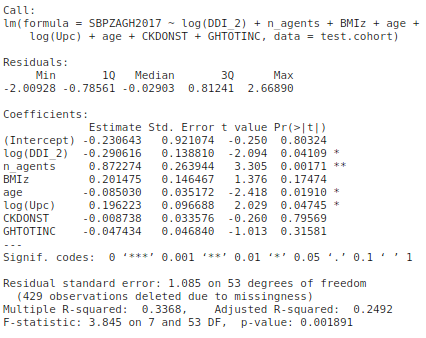 Call:
lm(formula = SBPZAGH2017 ~ log(DDI_2) + n_agents + BMIz + age +
    log(Upc) + age + CKDONST + GHTOTINC, data = test.cohort)

Residuals:
     Min       1Q   Median       3Q      Max
-2.00928 -0.78561 -0.02903  0.81241  2.66890

Coefficients:
             Estimate Std. Error t value Pr(>|t|)
(Intercept) -0.230643   0.921074  -0.250  0.80324
log(DDI_2)  -0.290616   0.138810  -2.094  0.04109 *
n_agents     0.872274   0.263944   3.305  0.00171 **
BMIz         0.201475   0.146467   1.376  0.17474
age         -0.085030   0.035172  -2.418  0.01910 *
log(Upc)     0.196223   0.096688   2.029  0.04745 *
CKDONST     -0.008738   0.033576  -0.260  0.79569
GHTOTINC    -0.047434   0.046840  -1.013  0.31581
---
Signif. codes:  0 ‘***’ 0.001 ‘**’ 0.01 ‘*’ 0.05 ‘.’ 0.1 ‘ ’ 1

Residual standard error: 1.085 on 53 degrees of freedom
  (429 observations deleted due to missingness)
Multiple R-squared:  0.3368,    Adjusted R-squared:  0.2492
F-statistic: 3.845 on 7 and 53 DF,  p-value: 0.001891